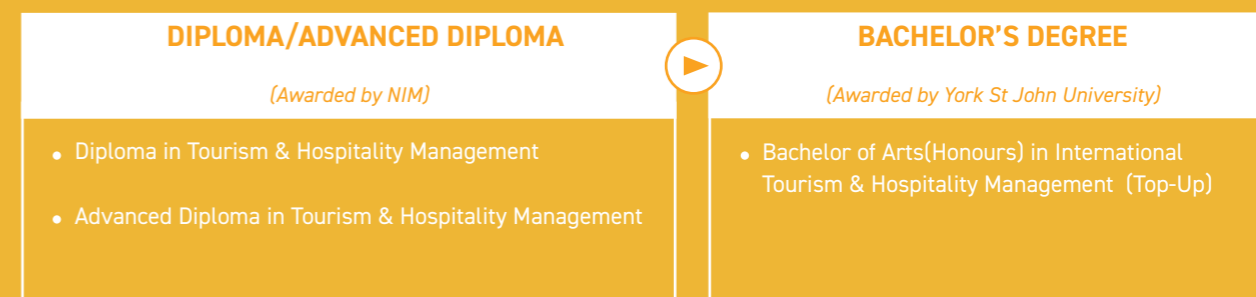 DIPLOMA/ADVANCED DIPLOMA
(Awarded by NIM)
• Diploma in Tourism & Hospitality Management
• Advanced Diploma in Tourism & Hospitality Management
BACHELOR'S DEGREE
(Awarded by York St John University)
• Bachelor of Arts(Honours) in International
Tourism & Hospitality Management (Top-Up)